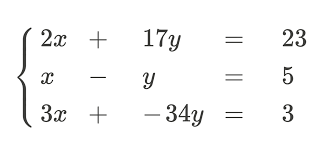 2x + 17y = 23
x − y = 5
3x + −34y = 3